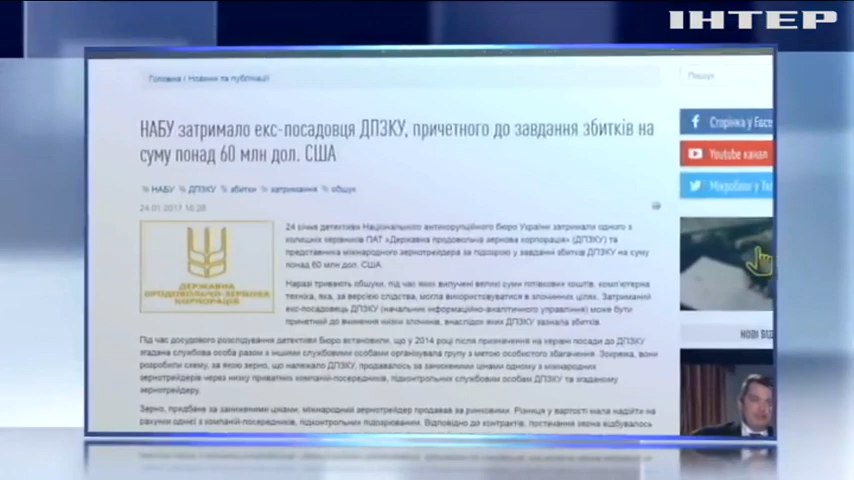 ІНТЕР
Головна | Новини та публікації
Пошук
НАБУ затримало екс-посадовця ДПЗКУ, причетного до завдання збитків на
суму понад 60 млн дол. США
НАБУ ДПЗКУ збитки затримання обшук
24.01.2017 16:28
Сторінка у Face
Youtube канал
Мікроблог у Tw
ДЕРЖАВНА
ПРОДОВОЛЬЧО-ЗЕРНОВА
КОРПОРАЦІЯ
24 січня детективи Національного антикорупційного бюро України затримали одного з
колишніх керівників ПАТ «Державна продовольчо зернова корпорація» (ДПЗКУ) та
представника міжнародного зернотрейдера за підозрою у завданні збитків ДПЗКУ на суму
понад 60 млн дол. США.
Наразі тривають обшуки, під час яких вилучені великі суми готівкових коштів, комп'ютерна
техніка, яка, за версією слідства, могла використовуватися в злочинних цілях. Затриманий
екс-посадовець ДПЗКУ (начальник інформаційно-аналітичного управління) може бути
причетний до вчинення низки злочинів, внаслідок яких ДПЗКУ зазнала збитків.
Під час досудового розслідування детективи Бюро встановили, що у 2014 році після призначення на керівні посади до ДПЗКУ
згадана службова особа разом з іншими службовими особами організувала групу з метою особистого збагачення. Зокрема, вони
розробили схему, за якою зерно, що належало ДПЗКУ, продавалось за заниженими цінами одному з міжнародних
зернотрейдерів через низку приватних компаній-посередників, підконтрольних службовим особам ДПЗКУ та згаданому
зернотрейдеру.
Зерно, придбане за заниженими цінами, міжнародний зернотрейдер продавав за ринковими. Різниця у вартості мала надійти на
рахунки однієї з компаній-посередників, підконтрольних підозрюваним. Відповідно до контрактів, постачання зерна відбувалось
НОВІ ВІД